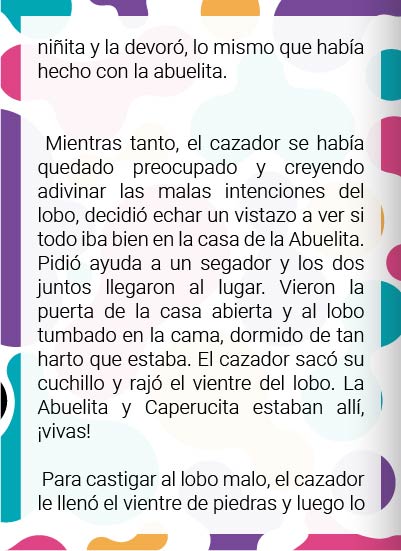 niñita y la devoró, lo mismo que había
hecho con la abuelita.
Mientras tanto, el cazador se había
quedado preocupado y creyendo
adivinar las malas intenciones del
lobo, decidió echar un vistazo a ver si
todo iba bien en la casa de la Abuelita.
Pidió ayuda a un segador y los dos
juntos llegaron al lugar. Vieron la
puerta de la casa abierta y al lobo
tumbado en la cama, dormido de tan
harto que estaba. El cazador sacó su
cuchillo y rajó el vientre del lobo. La
Abuelita y Caperucita estaban allí,
¡vivas!
Para castigar al lobo malo, el cazador
le llenó el vientre de piedras y luego lo